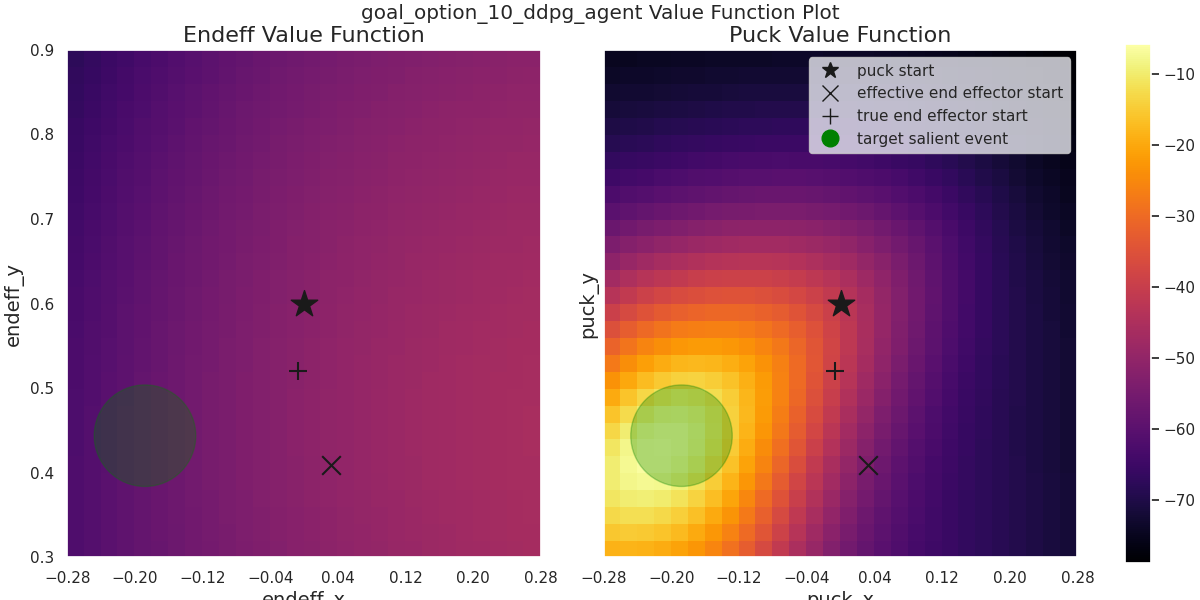 goal_option_10_ddpg_agent Value Function Plot
Endeff Value Function
0.9
0.8
0.7
0.6
0.5
0.4
0.3
endeff_y
−0.28 −0.20 −0.12 −0.04 0.04 0.12 0.20 0.28
endeff_x
Puck Value Function
puck start
effective end effector start
true end effector start
target salient event
puck_y
−0.28 −0.20 −0.12 −0.04 0.04 0.12 0.20 0.28
puck_x
−10
−20
−30
−40
−50
−60
−70